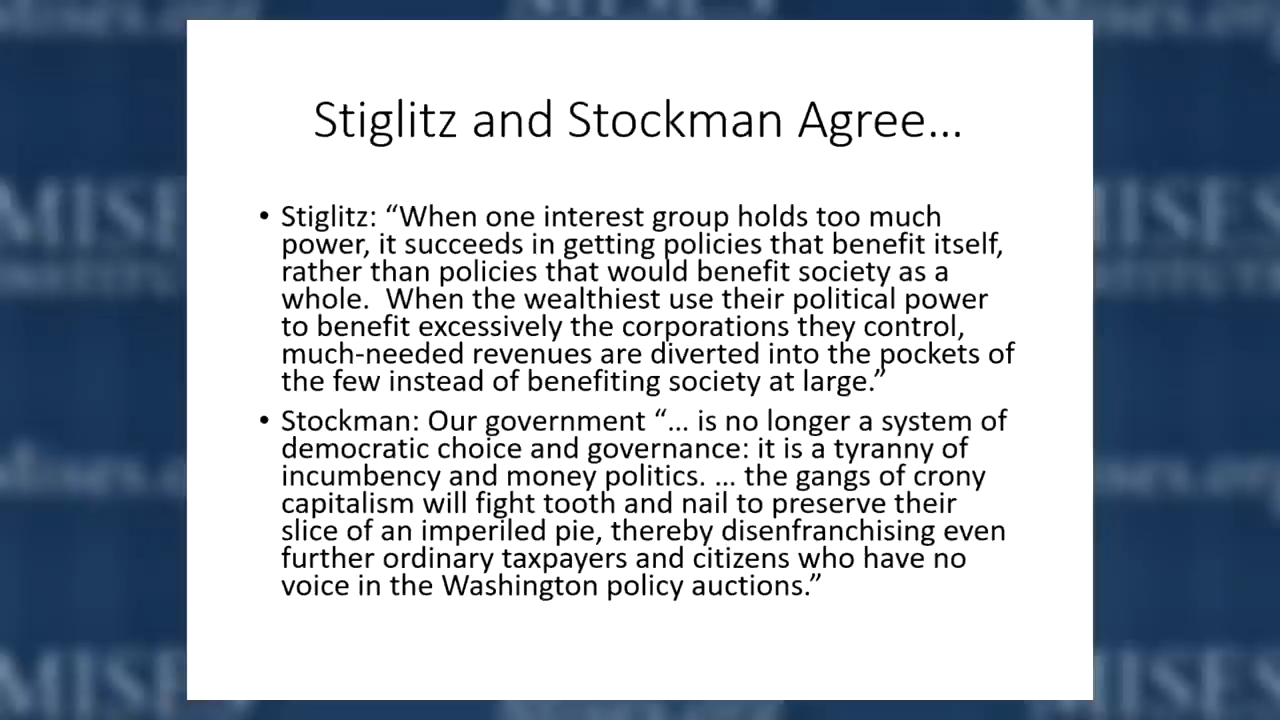 Stiglitz and Stockman Agree...
• Stiglitz: “When one interest group holds too much
power, it succeeds in getting policies that benefit itself,
rather than policies that would benefit society as a
whole.  When the wealthiest use their political power
to benefit excessively the corporations they control,
much-needed revenues are diverted into the pockets of
the few instead of benefiting society at large.”
• Stockman: Our government “... is no longer a system of
democratic choice and governance: it is a tyranny of
incumbency and money politics. ... the gangs of crony
capitalism will fight tooth and nail to preserve their
slice of an imperiled pie, thereby disenfranchising even
further ordinary taxpayers and citizens who have no
voice in the Washington policy auctions.”